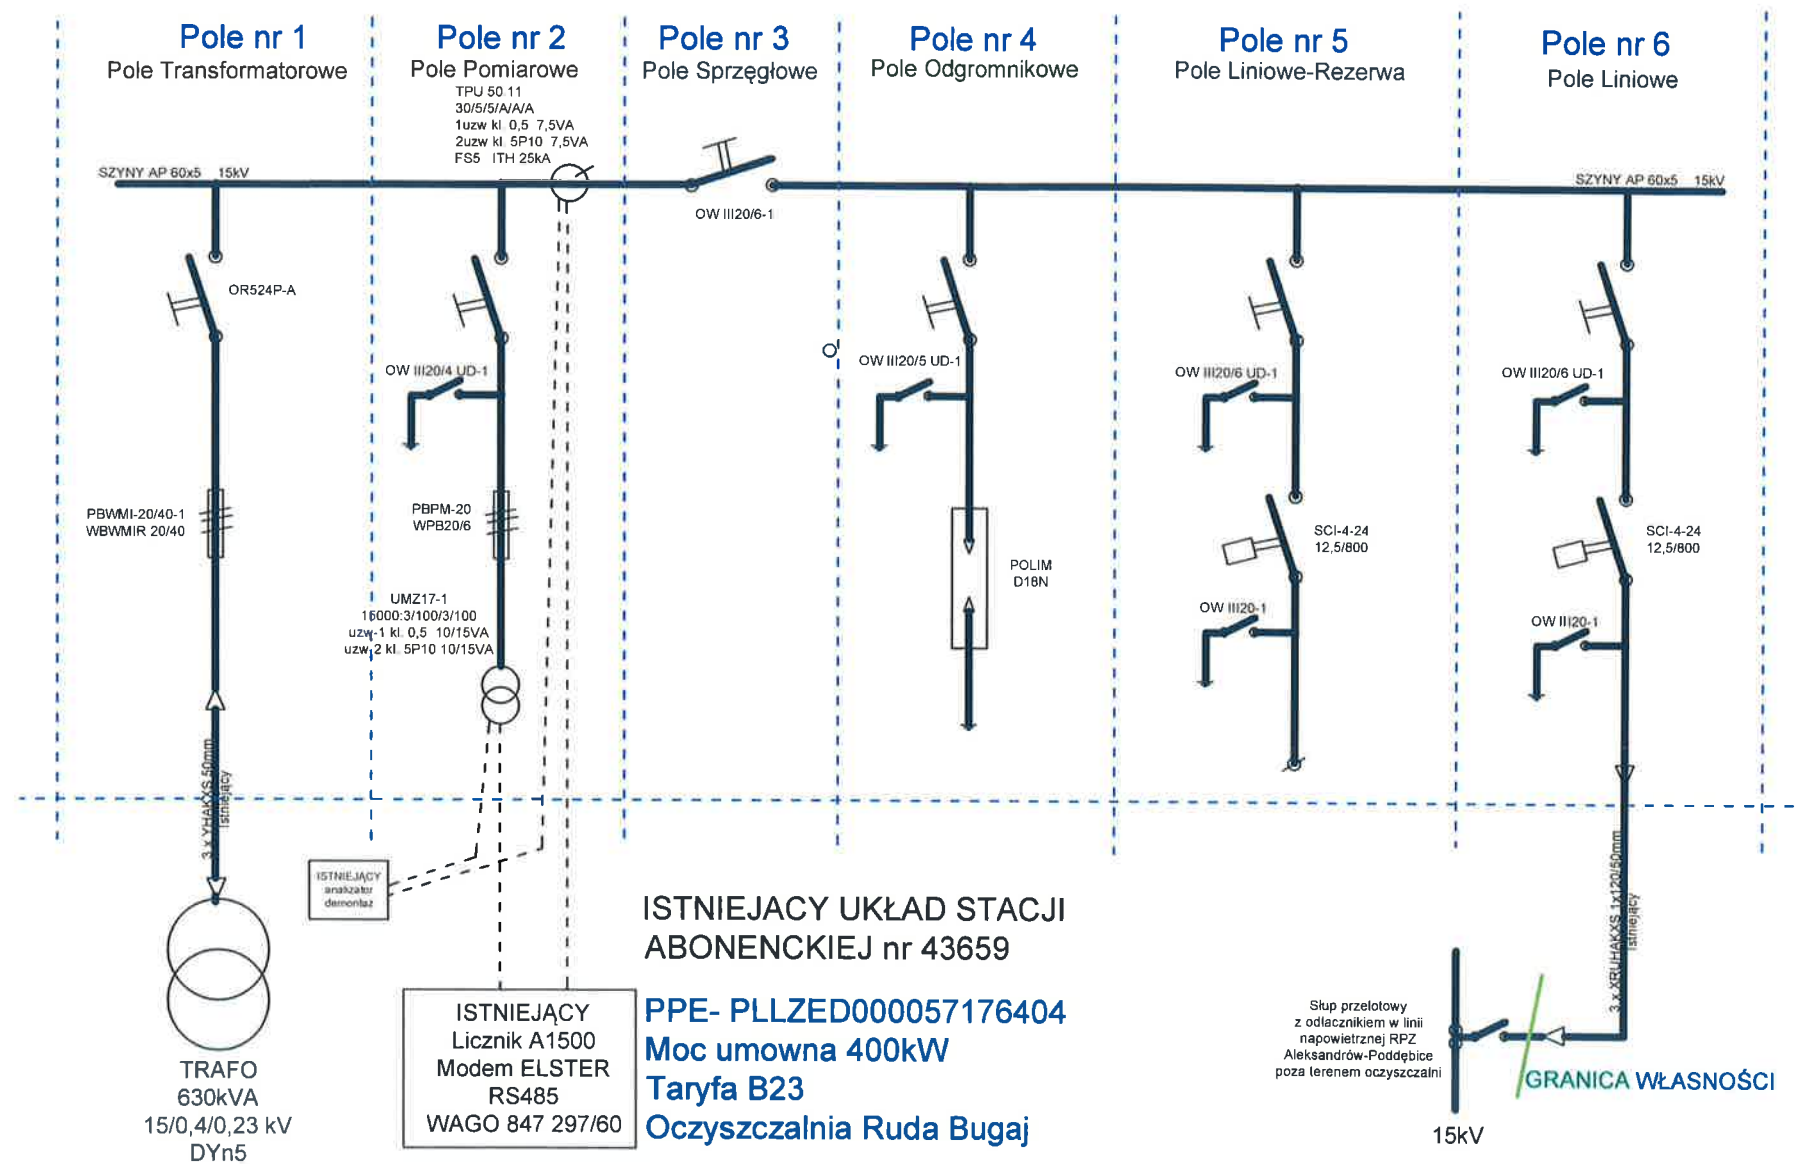 Pole nr 1
Pole Transformatorowe
Pole nr 2
Pole Pomiarowe
TPU 50 11
30/5/5/A/A/A
1uzw kl 0,5 7,5VA
2uzw kl 5P10 7,5VA
FS5 ITH 25kA
Pole nr 3
Pole Sprzęgłowe
Pole nr 4
Pole Odgromnikowe
Pole nr 5
Pole Liniowe-Rezerwa
Pole nr 6
Pole Liniowe
SZYNY AP 60x5 15kV
OW III20/6-1
SZYNY AP 60x5 15kV
OR524P-A
OW III20/4 UD-1
OW III20/5 UD-1
OW III20/6 UD-1
OW III20/6 UD-1
PBWMI-20/40-1
WBWMIR 20/40
PBPM-20
WPB20/6
POLIM
D18N
SCI-4-24
12,5/800
SCI-4-24
12,5/800
UMZ17-1
15000:3/100/3/100
uzw-1 kl. 0,5 10/15VA
uzw-2 kl. 5P10 10/15VA
OW III20-1
OW III20-1
3 x YHAKXS 50mm
Istniejący
3 x XRUHAKXS 1x120/50mm
Istniejący
ISTNIEJĄCY
analizator
demontaż
TRAFO
630kVA
15/0,4/0,23 kV
DYn5
ISTNIEJĄCY
Licznik A1500
Modem ELSTER
RS485
WAGO 847 297/60
ISTNIEJACY UKŁAD STACJI
ABONENCKIEJ nr 43659
PPE- PLLZED000057176404
Moc umowna 400kW
Taryfa B23
Oczyszczalnia Ruda Bugaj
Słup przelotowy
z odłacznikiem w linii
napowietrznej RPZ
Aleksandrów-Poddębice
poza terenem oczyszczalni
GRANICA WŁASNOŚCI
15kV